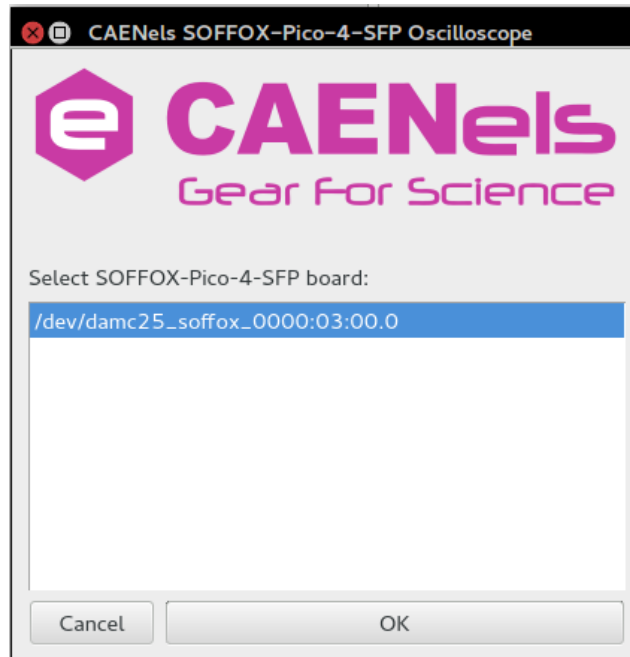 CAENels SOFFOX-Pico-4-SFP Oscilloscope
e CAENels
Gear For Science
Select SOFFOX-Pico-4-SFP board:
/dev/damc25_soffox_0000:03:00.0
Cancel OK